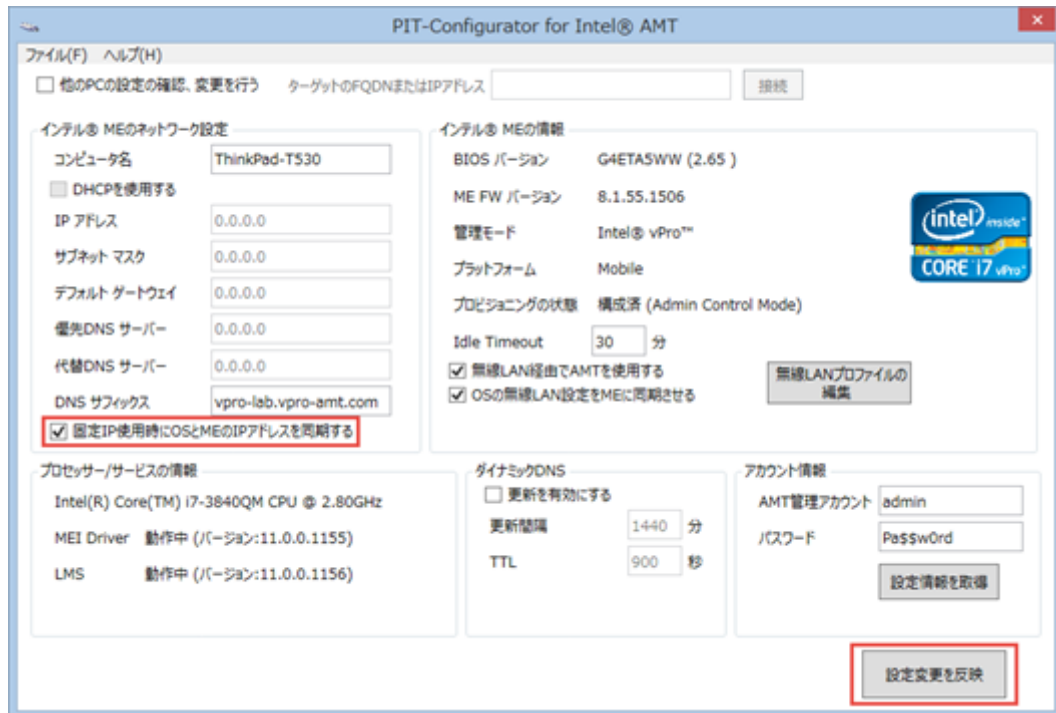 PIT-Configurator for Intel® AMT
ファイル(F) ヘルプ(H)
他のPCの設定の確認、変更を行う ターゲットのFQDNまたはIPアドレス 接続
インテル® MEのネットワーク設定
コンピュータ名 ThinkPad-T530
DHCPを使用する
IP アドレス 0.0.0.0
サブネット マスク 0.0.0.0
デフォルト ゲートウェイ 0.0.0.0
優先DNS サーバー 0.0.0.0
代替DNS サーバー 0.0.0.0
DNS サフィックス vpro-lab.vpro-amt.com
固定IP使用時にOSとMEのIPアドレスを同期する
インテル® MEの情報
BIOS バージョン G4ETA5WW (2.65 )
ME FW バージョン 8.1.55.1506
管理モード Intel® vPro™
プラットフォーム Mobile
プロビジョニングの状態 構成済 (Admin Control Mode)
Idle Timeout 30 分
無線LAN経由でAMTを使用する
OSの無線LAN設定をMEに同期させる
無線LANプロファイルの
編集
intel inside™
CORE i7 vPro™
プロセッサー/サービスの情報
Intel(R) Core(TM) i7-3840QM CPU @ 2.80GHz
MEI Driver 動作中 (バージョン:11.0.0.1155)
LMS 動作中 (バージョン:11.0.0.1156)
ダイナミックDNS
更新を有効にする
更新間隔 1440 分
TTL 900 秒
アカウント情報
AMT管理アカウント admin
パスワード Pa$$w0rd
設定情報を取得
設定変更を反映